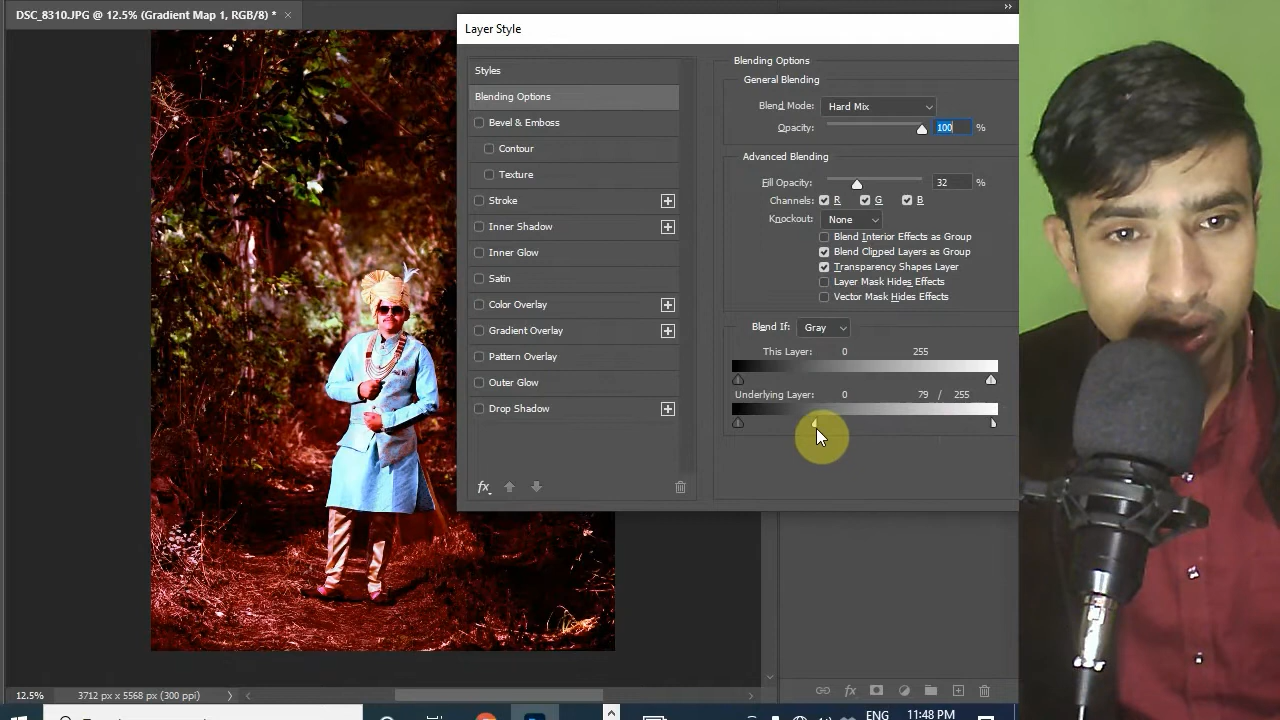 DSC_8310.JPG @ 12.5% (Gradient Map 1, RGB/8) *
Layer Style
Styles
Blending Options
Bevel & Emboss
Contour
Texture
Stroke
Inner Shadow
Inner Glow
Satin
Color Overlay
Gradient Overlay
Pattern Overlay
Outer Glow
Drop Shadow
fx
Blending Options
General Blending
Blend Mode: Hard Mix
Opacity: 100 %
Advanced Blending
Fill Opacity: 32 %
Channels: R G B
Knockout: None
Blend Interior Effects as Group
Blend Clipped Layers as Group
Transparency Shapes Layer
Layer Mask Hides Effects
Vector Mask Hides Effects
Blend If: Gray
This Layer: 0 255
Underlying Layer: 0 79 / 255
12.5% 3712 px x 5568 px (300 ppi)
fx
ENG
11:48 PM